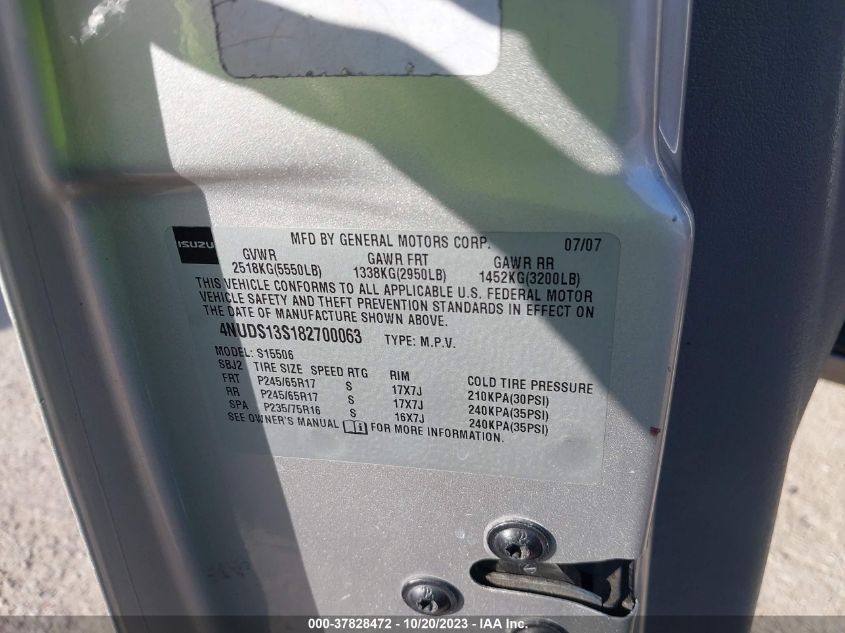 ISUZU MFD BY GENERAL MOTORS CORP. 07/07
GVWR GAWR FRT GAWR RR
2518KG(5550LB) 1338KG(2950LB) 1452KG(3200LB)
THIS VEHICLE CONFORMS TO ALL APPLICABLE U.S. FEDERAL MOTOR
VEHICLE SAFETY AND THEFT PREVENTION STANDARDS IN EFFECT ON
THE DATE OF MANUFACTURE SHOWN ABOVE.
4NUDS13S182700063 TYPE: M.P.V.
MODEL: S15506
SBJ2 TIRE SIZE SPEED RTG RIM COLD TIRE PRESSURE
FRT P245/65R17 S 17X7J 210KPA(30PSI)
RR P245/65R17 S 17X7J 240KPA(35PSI)
SPA P235/75R16 S 16X7J 240KPA(35PSI)
SEE OWNER'S MANUAL FOR MORE INFORMATION.
000-37828472 - 10/20/2023 - IAA Inc.